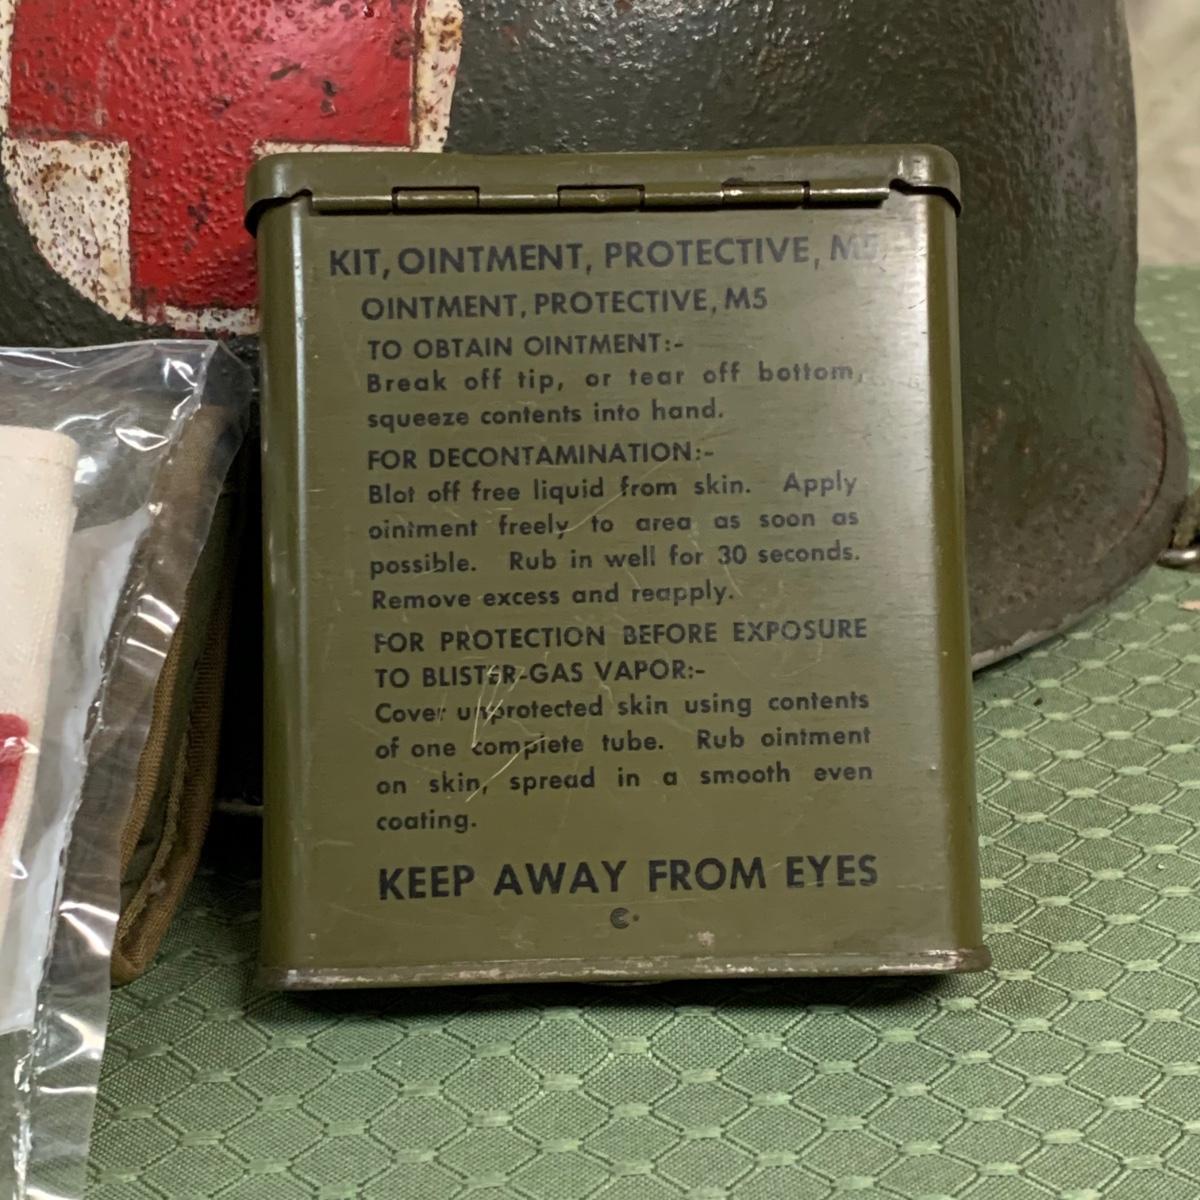 KIT, OINTMENT, PROTECTIVE, M5.
OINTMENT, PROTECTIVE, M5
TO OBTAIN OINTMENT:-
Break off tip, or tear off bottom,
squeeze contents into hand.
FOR DECONTAMINATION:-
Blot off free liquid from skin. Apply
ointment freely to area as soon as
possible. Rub in well for 30 seconds.
Remove excess and reapply.
FOR PROTECTION BEFORE EXPOSURE
TO BLISTER-GAS VAPOR:-
Cover unprotected skin using contents
of one complete tube. Rub ointment
on skin, spread in a smooth even
coating.
KEEP AWAY FROM EYES